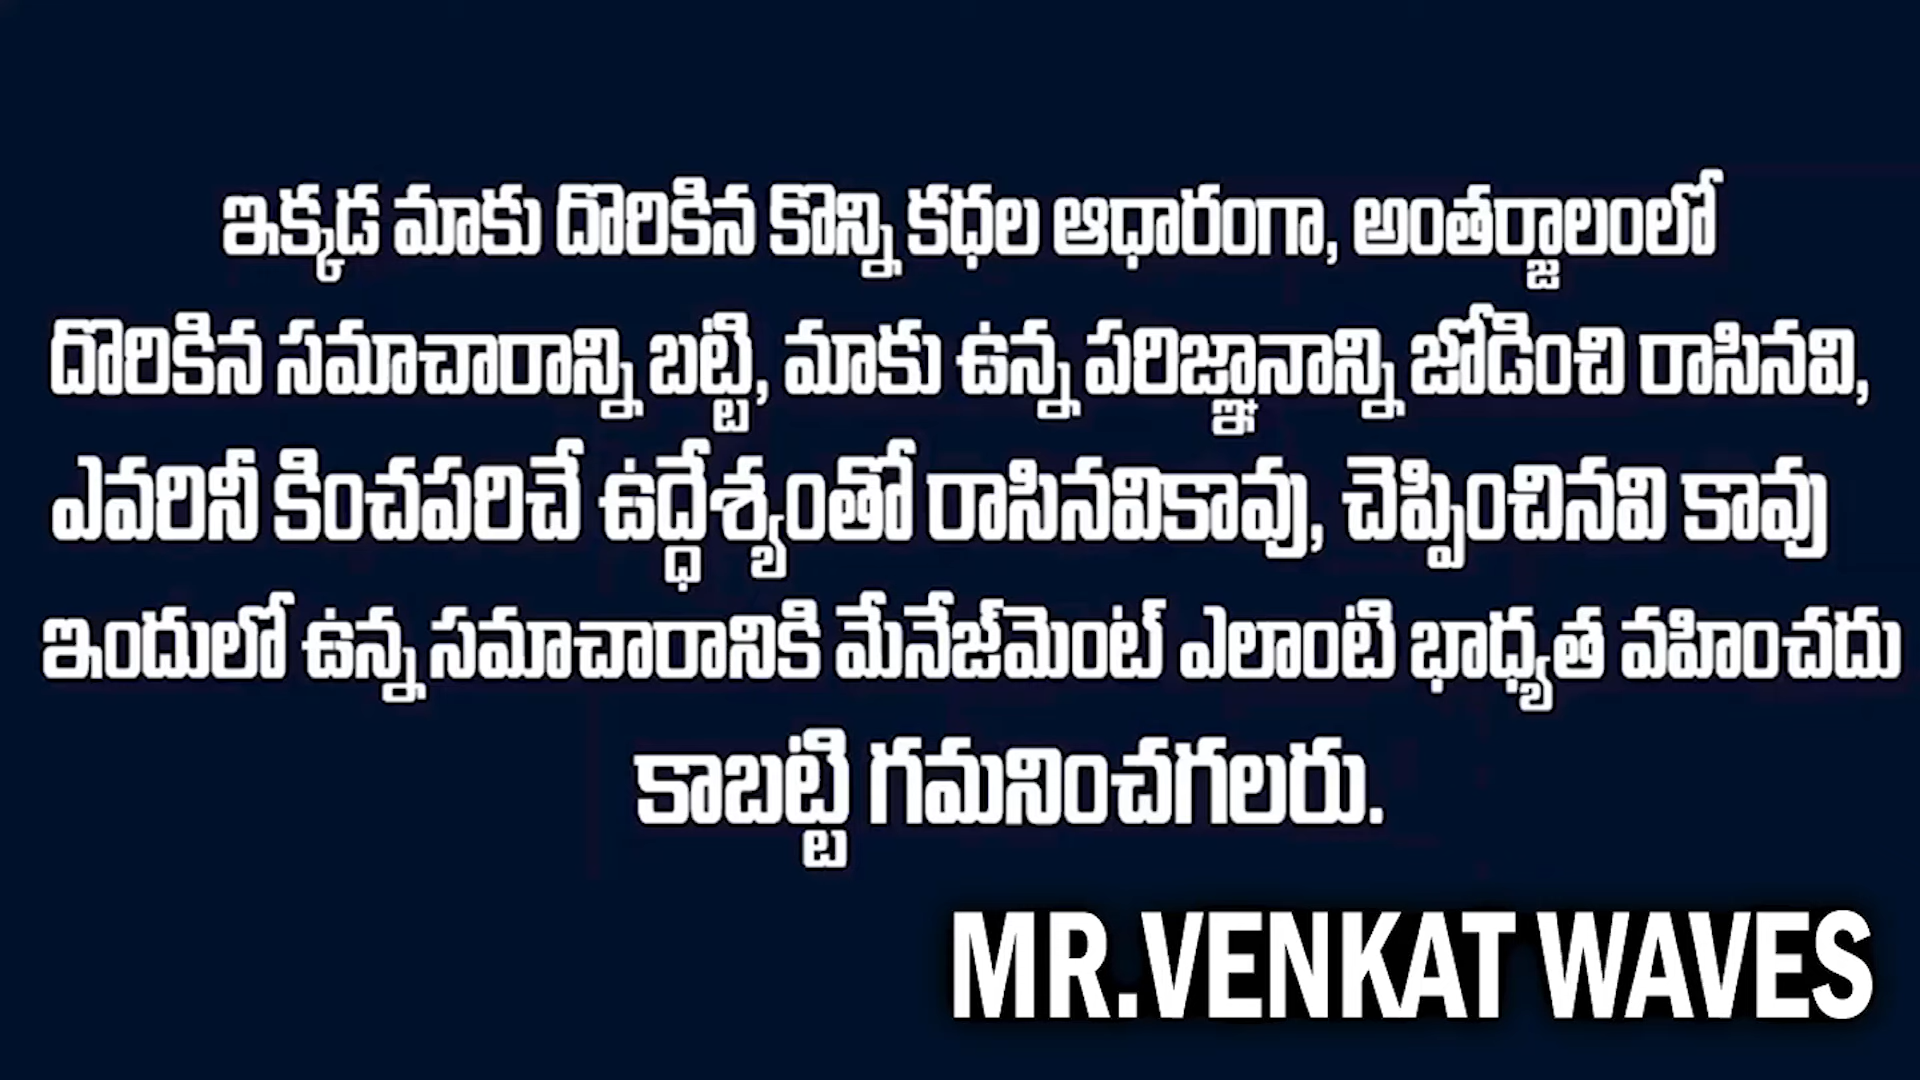 ఇక్కడ మాకు దొరికిన కొన్ని కధల ఆధారంగా, అంతర్జాలంలో
దొరికిన సమాచారాన్ని బట్టి, మాకు ఉన్న పరిజ్ఞానాన్ని జోడించి రాసినవి,
ఎవరినీ కించపరిచే ఉద్ధేశ్యంతో రాసినవికావు, చెప్పించినవి కావు
ఇందులో ఉన్న సమాచారానికి మేనేజ్‌మెంట్ ఎలాంటి భాధ్యత వహించదు
కాబట్టి గమనించగలరు.
MR.VENKAT WAVES